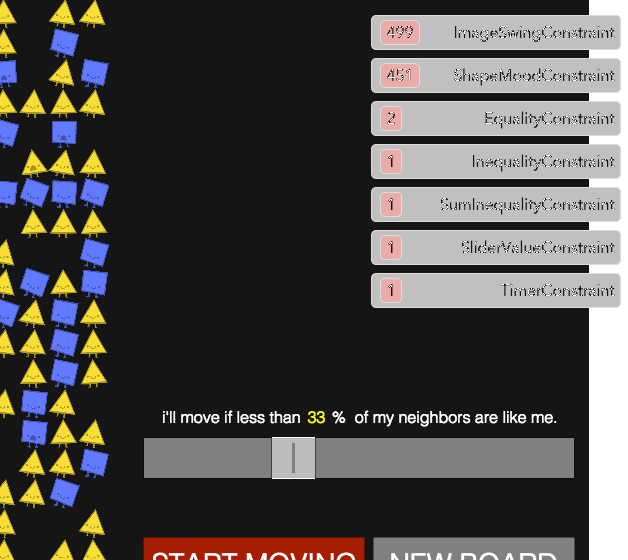 499 ImageSwingConstraint
451 ShapeMoodConstraint
2 EqualityConstraint
1 InequalityConstraint
1 SumInequalityConstraint
1 SliderValueConstraint
1 TimerConstraint
i'll move if less than 33 % of my neighbors are like me.
START MOVING NEW BOARD